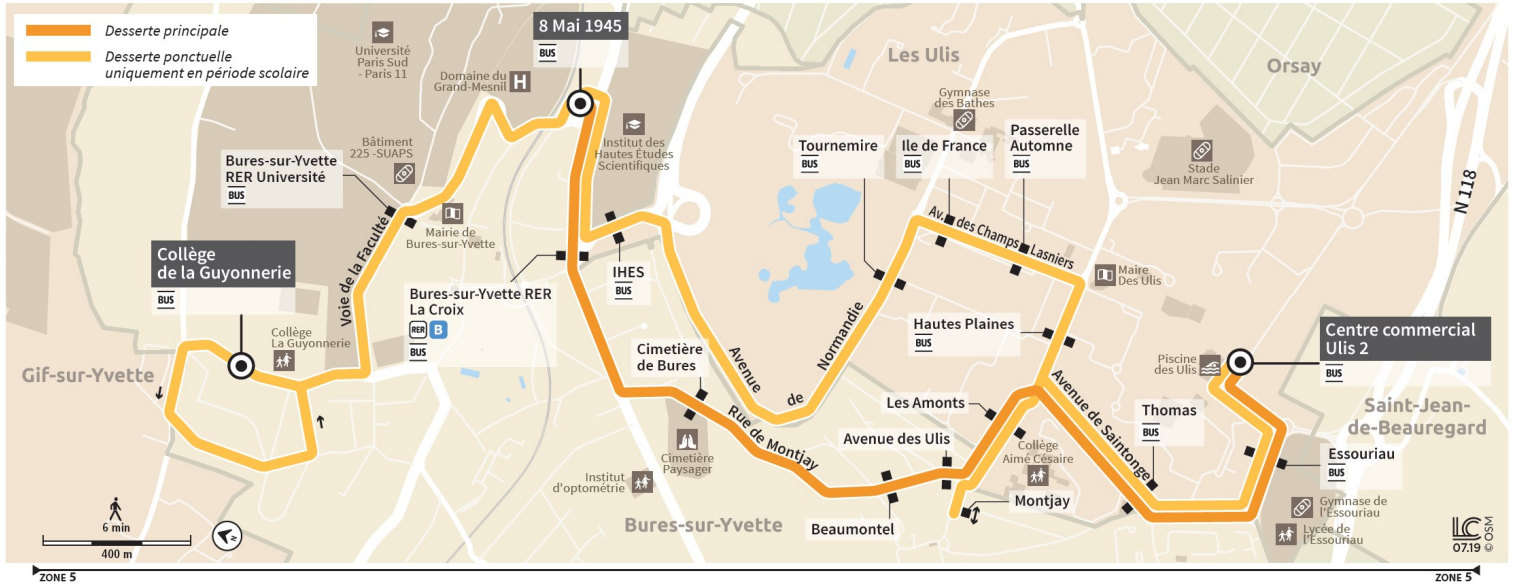 Desserte principale
Desserte ponctuelle
uniquement en période scolaire
Université
Paris Sud
- Paris 11
8 Mai 1945
BUS
Domaine du
Grand-Mesnil
H
Les Ulis
Orsay
N 118
Gymnase
des Bathes
Institut des
Hautes Études
Scientifiques
Bâtiment
225 -SUAPS
Bures-sur-Yvette
RER Université
BUS
Tournemire
BUS
Ile de France
BUS
Passerelle
Automne
BUS
Stade
Jean Marc Salinier
Mairie de
Bures-sur-Yvette
Av. des Champs Lasniers
Voie de la Faculté
Collège
de la Guyonnerie
BUS
IHES
BUS
Maire
Des Ulis
Bures-sur-Yvette RER
La Croix
RER B
BUS
Collège
La Guyonnerie
Hautes Plaines
BUS
Centre commercial
Ulis 2
BUS
Cimetière
de Bures
Avenue de Normandie
Piscine
des Ulis
Gif-sur-Yvette
Les Amonts
Avenue de Saintonge
Thomas
BUS
Saint-Jean-
de-Beauregard
Rue de Montjay
Avenue des Ulis
Collège
Aimé Césaire
Essouriau
BUS
Cimetière
Paysager
Institut
d'optométrie
Montjay
Gymnase de
l'Essouriau
Bures-sur-Yvette
Beaumontel
Lycée de
l'Essouriau
6 min
400 m
N
LC
07.19 © OSM
ZONE 5
ZONE 5